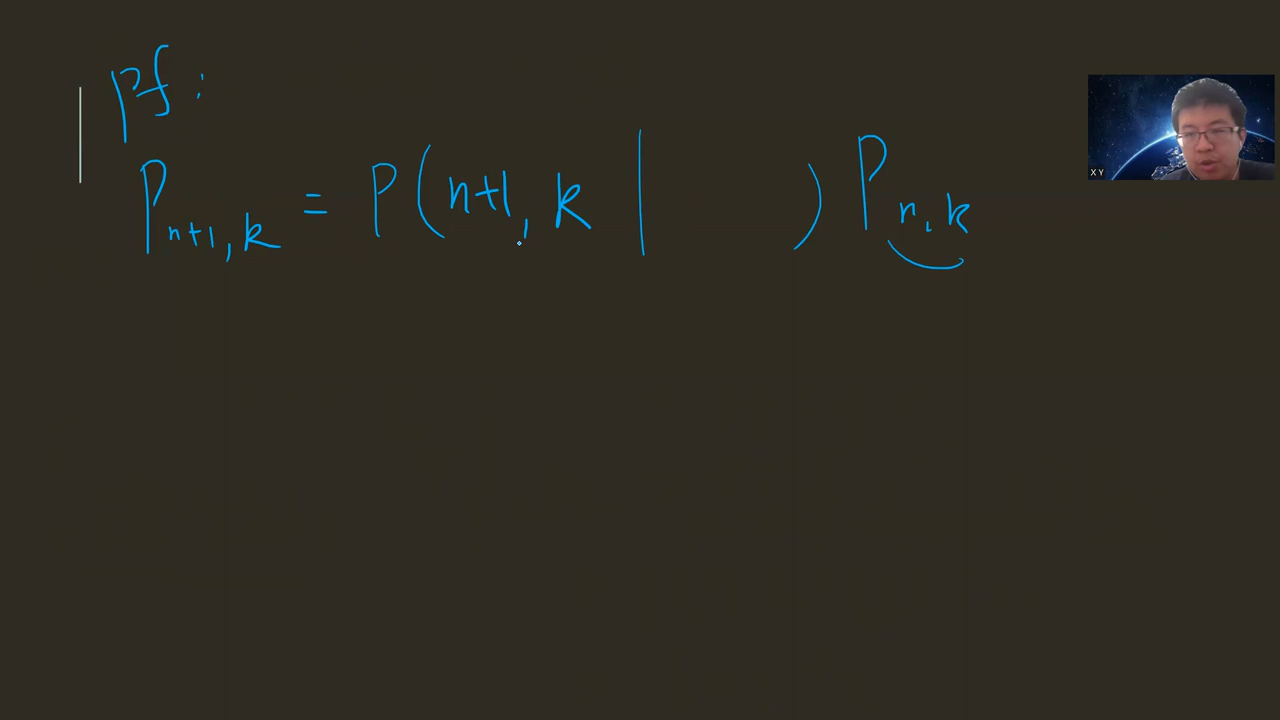 pf:
P_{n+1, k} = P(n+1, k |      ) P_{n, k}
X Y